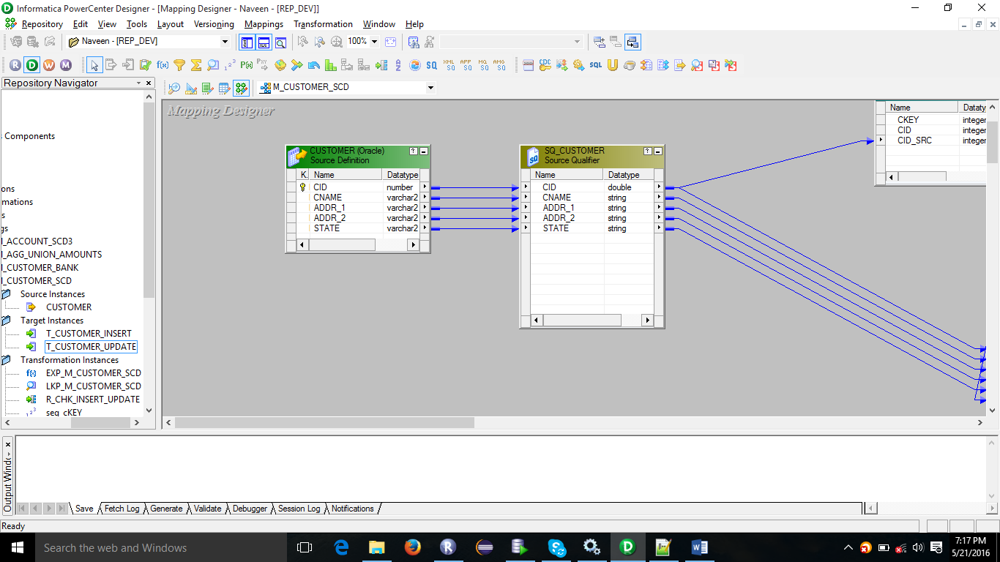 Informatica PowerCenter Designer - [Mapping Designer - Naveen - [REP_DEV]]
Repository Edit View Tools Layout Versioning Mappings Transformation Window Help
Naveen - [REP_DEV]
100%
R D W M
Repository Navigator
M_CUSTOMER_SCD
Mapping Designer
Components
ons
mations
s
gs
I_ACCOUNT_SCD3
I_AGG_UNION_AMOUNTS
I_CUSTOMER_BANK
I_CUSTOMER_SCD
Source Instances
CUSTOMER
Target Instances
T_CUSTOMER_INSERT
T_CUSTOMER_UPDATE
Transformation Instances
EXP_M_CUSTOMER_SCD
LKP_M_CUSTOMER_SCD
R_CHK_INSERT_UPDATE
seq_cKEY
CUSTOMER (Oracle)
Source Definition
K. Name Datatype
CID number
CNAME varchar2
ADDR_1 varchar2
ADDR_2 varchar2
STATE varchar2
SQ_CUSTOMER
Source Qualifier
Name Datatype
CID double
CNAME string
ADDR_1 string
ADDR_2 string
STATE string
Name Dataty
CKEY integer
CID integer
CID_SRC integer
Output Windo
Save Fetch Log Generate Validate Debugger Session Log Notifications
Ready
Search the web and Windows
7:17 PM
5/21/2016